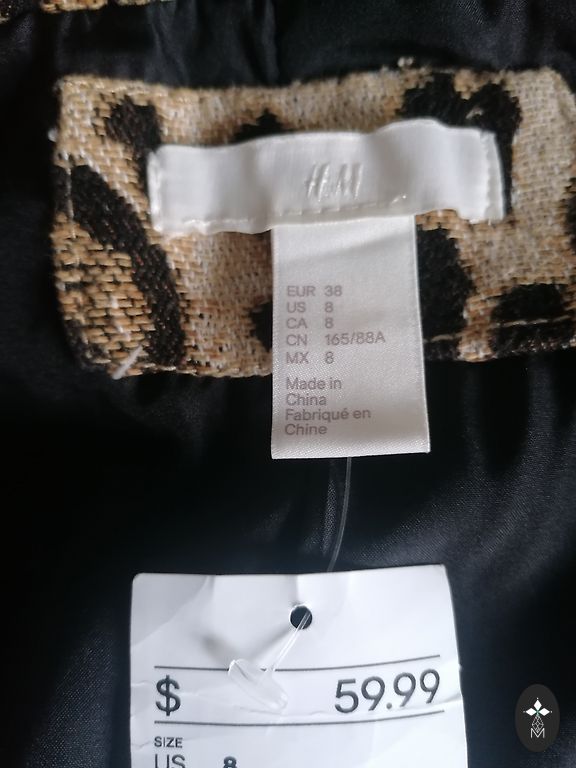 H&M
EUR 38
US 8
CA 8
CN 165/88A
MX 8
Made in
China
Fabriqué en
Chine
$ 59.99
SIZE
US 8
M